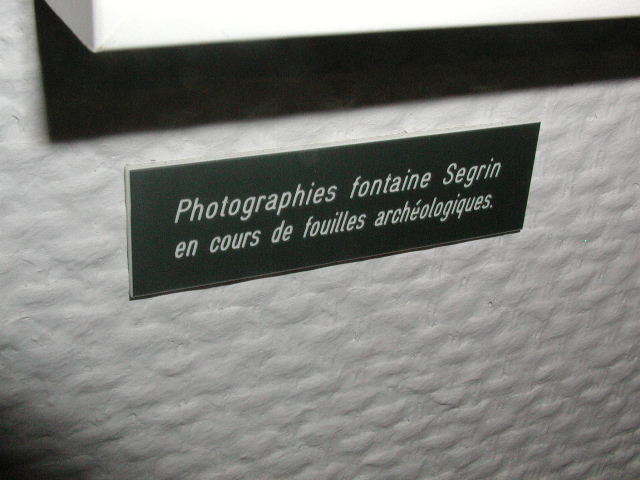 Photographies fontaine Segrin
en cours de fouilles archéologiques.